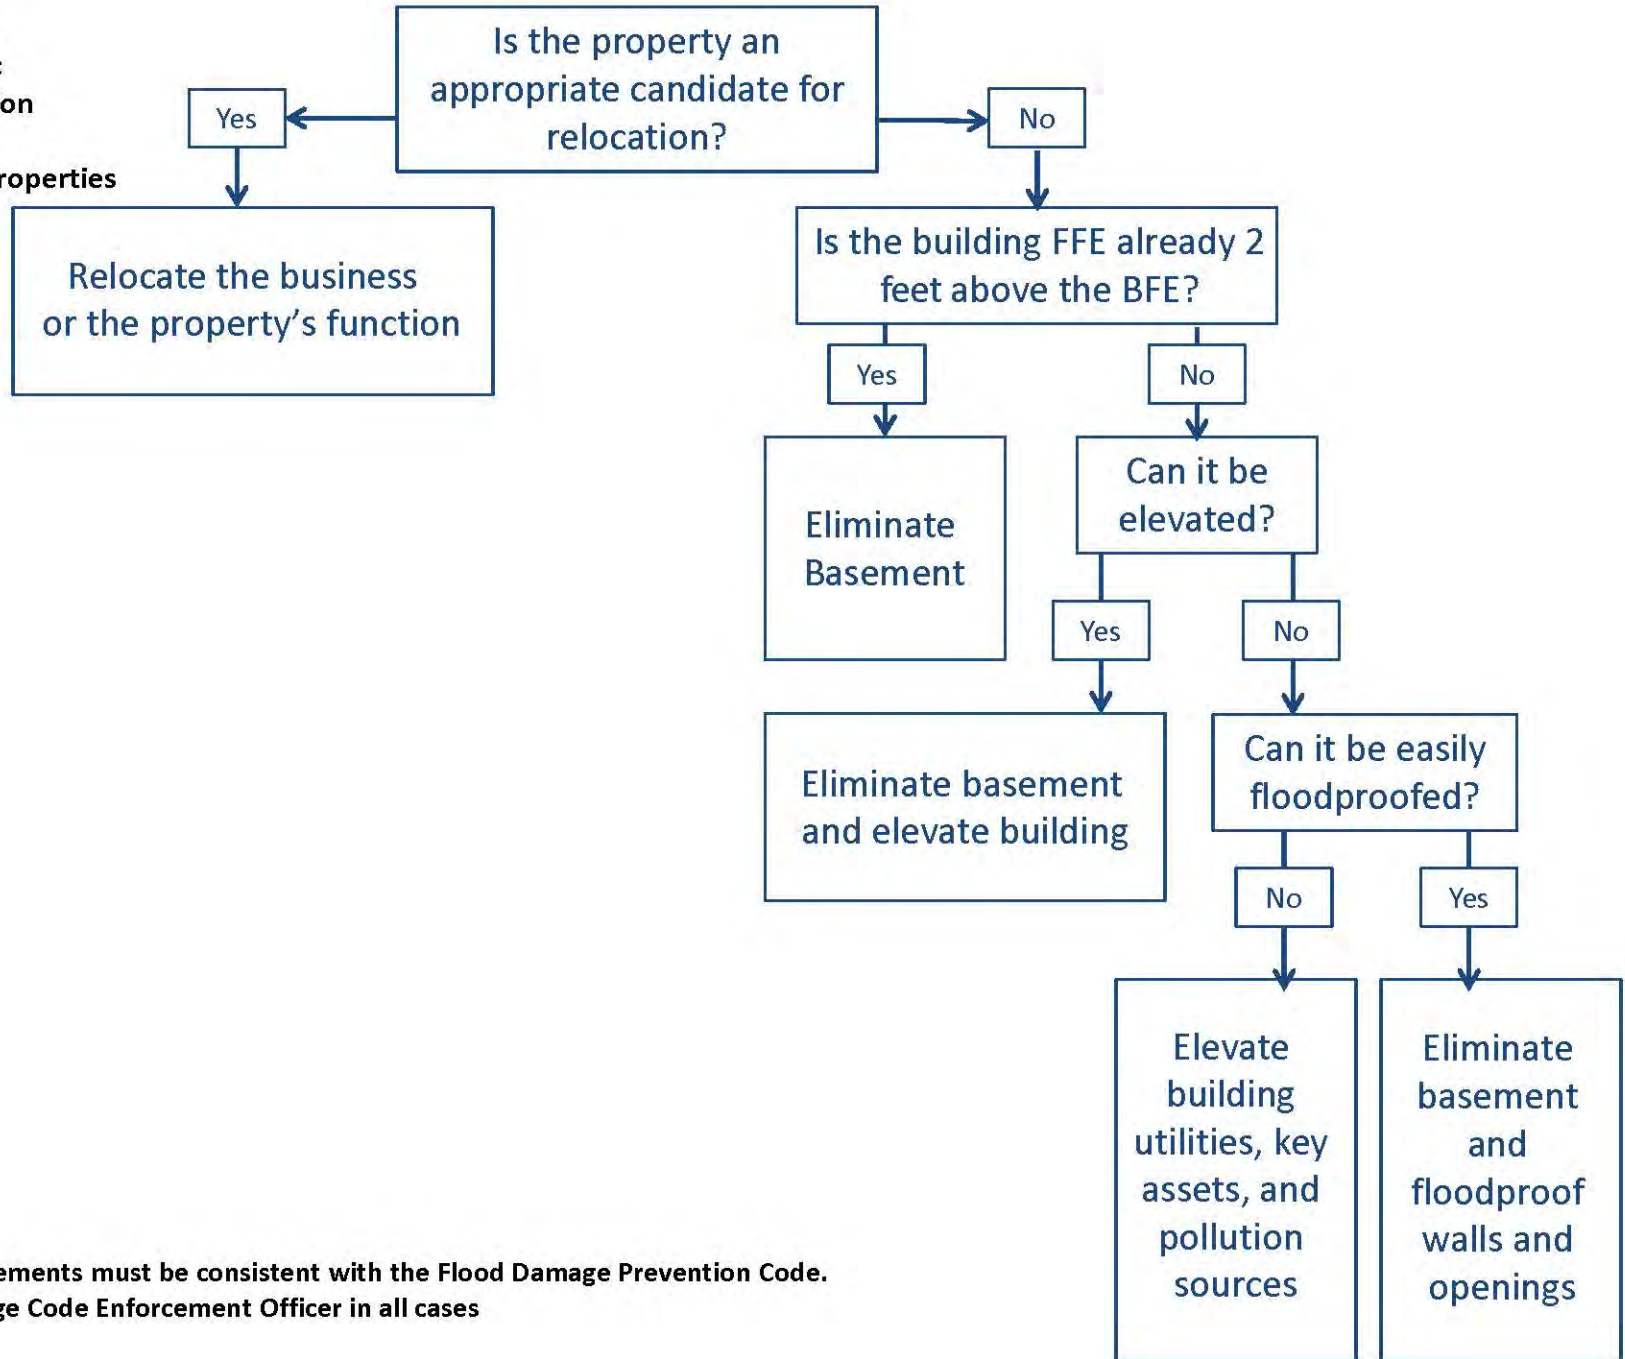 on
roperties
Is the property an
appropriate candidate for
relocation?
Yes
No
Relocate the business
or the property's function
Is the building FFE already 2
feet above the BFE?
Yes
No
Eliminate
Basement
Can it be
elevated?
Yes
No
Eliminate basement
and elevate building
Can it be easily
floodproofed?
No
Yes
Elevate
building
utilities, key
assets, and
pollution
sources
Eliminate
basement
and
floodproof
walls and
openings
ements must be consistent with the Flood Damage Prevention Code.
ge Code Enforcement Officer in all cases